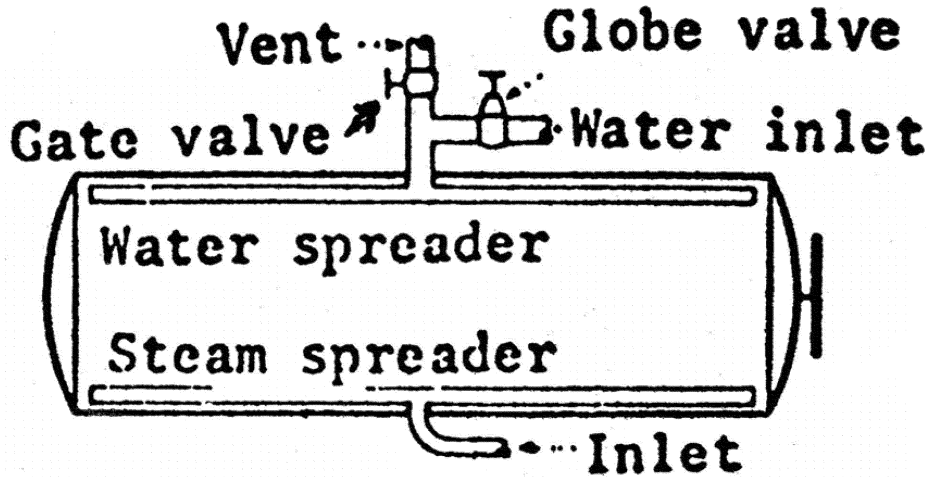 Vent
Globe valve
Gate valve
Water inlet
Water spreader
Steam spreader
Inlet